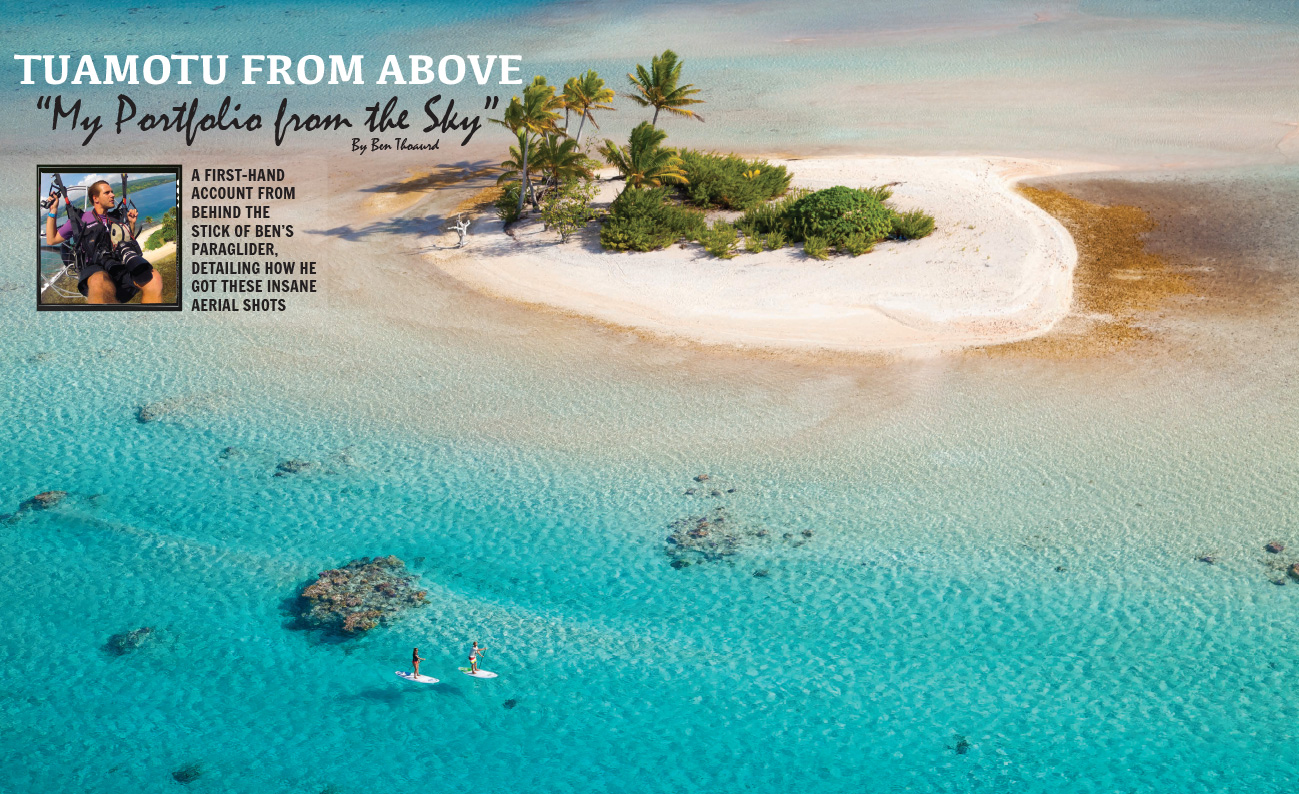 TUAMOTU FROM ABOVE
“My Portfolio from the Sky”
By Ben Thoaurd
A FIRST-HAND
ACCOUNT FROM
BEHIND THE
STICK OF BEN’S
PARAGLIDER,
DETAILING HOW HE
GOT THESE INSANE
AERIAL SHOTS